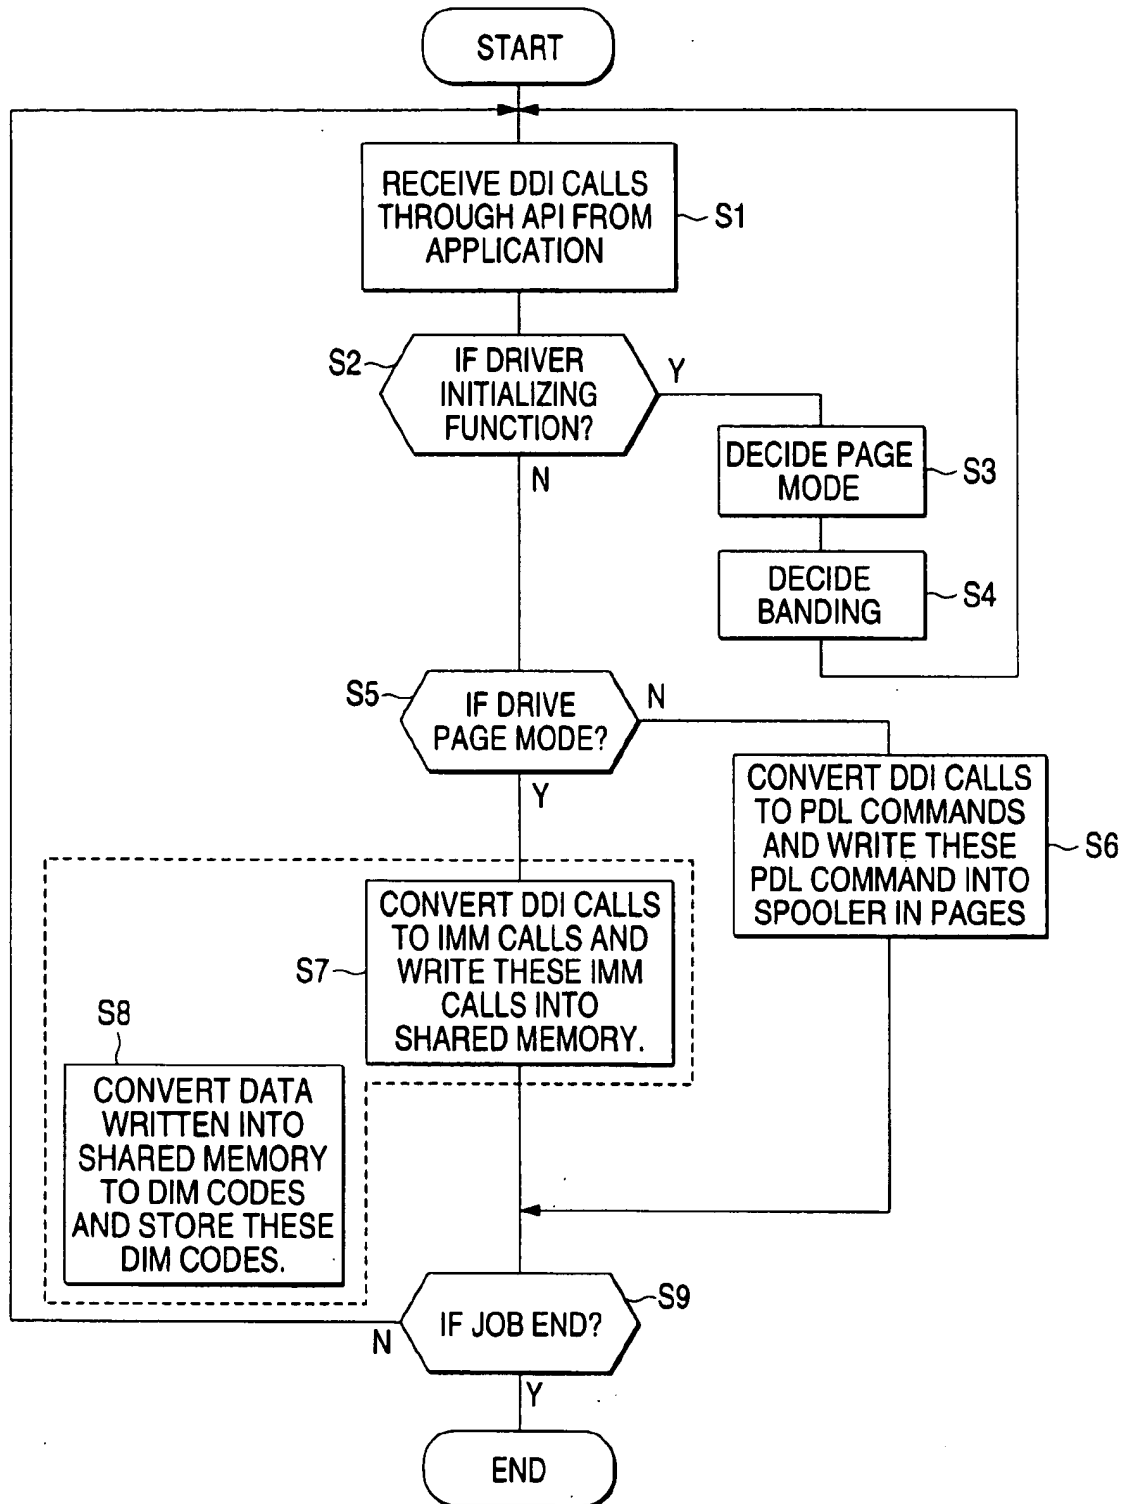 START
RECEIVE DDI CALLS
THROUGH API FROM
APPLICATION
S1
S2
IF DRIVER
INITIALIZING
FUNCTION?
Y
N
DECIDE PAGE
MODE
S3
DECIDE
BANDING
S4
S5
IF DRIVE
PAGE MODE?
N
Y
CONVERT DDI CALLS
TO PDL COMMANDS
AND WRITE THESE
PDL COMMAND INTO
SPOOLER IN PAGES
S6
CONVERT DDI CALLS
TO IMM CALLS AND
WRITE THESE IMM
CALLS INTO
SHARED MEMORY.
S7
S8
CONVERT DATA
WRITTEN INTO
SHARED MEMORY
TO DIM CODES
AND STORE THESE
DIM CODES.
IF JOB END?
S9
N
Y
END